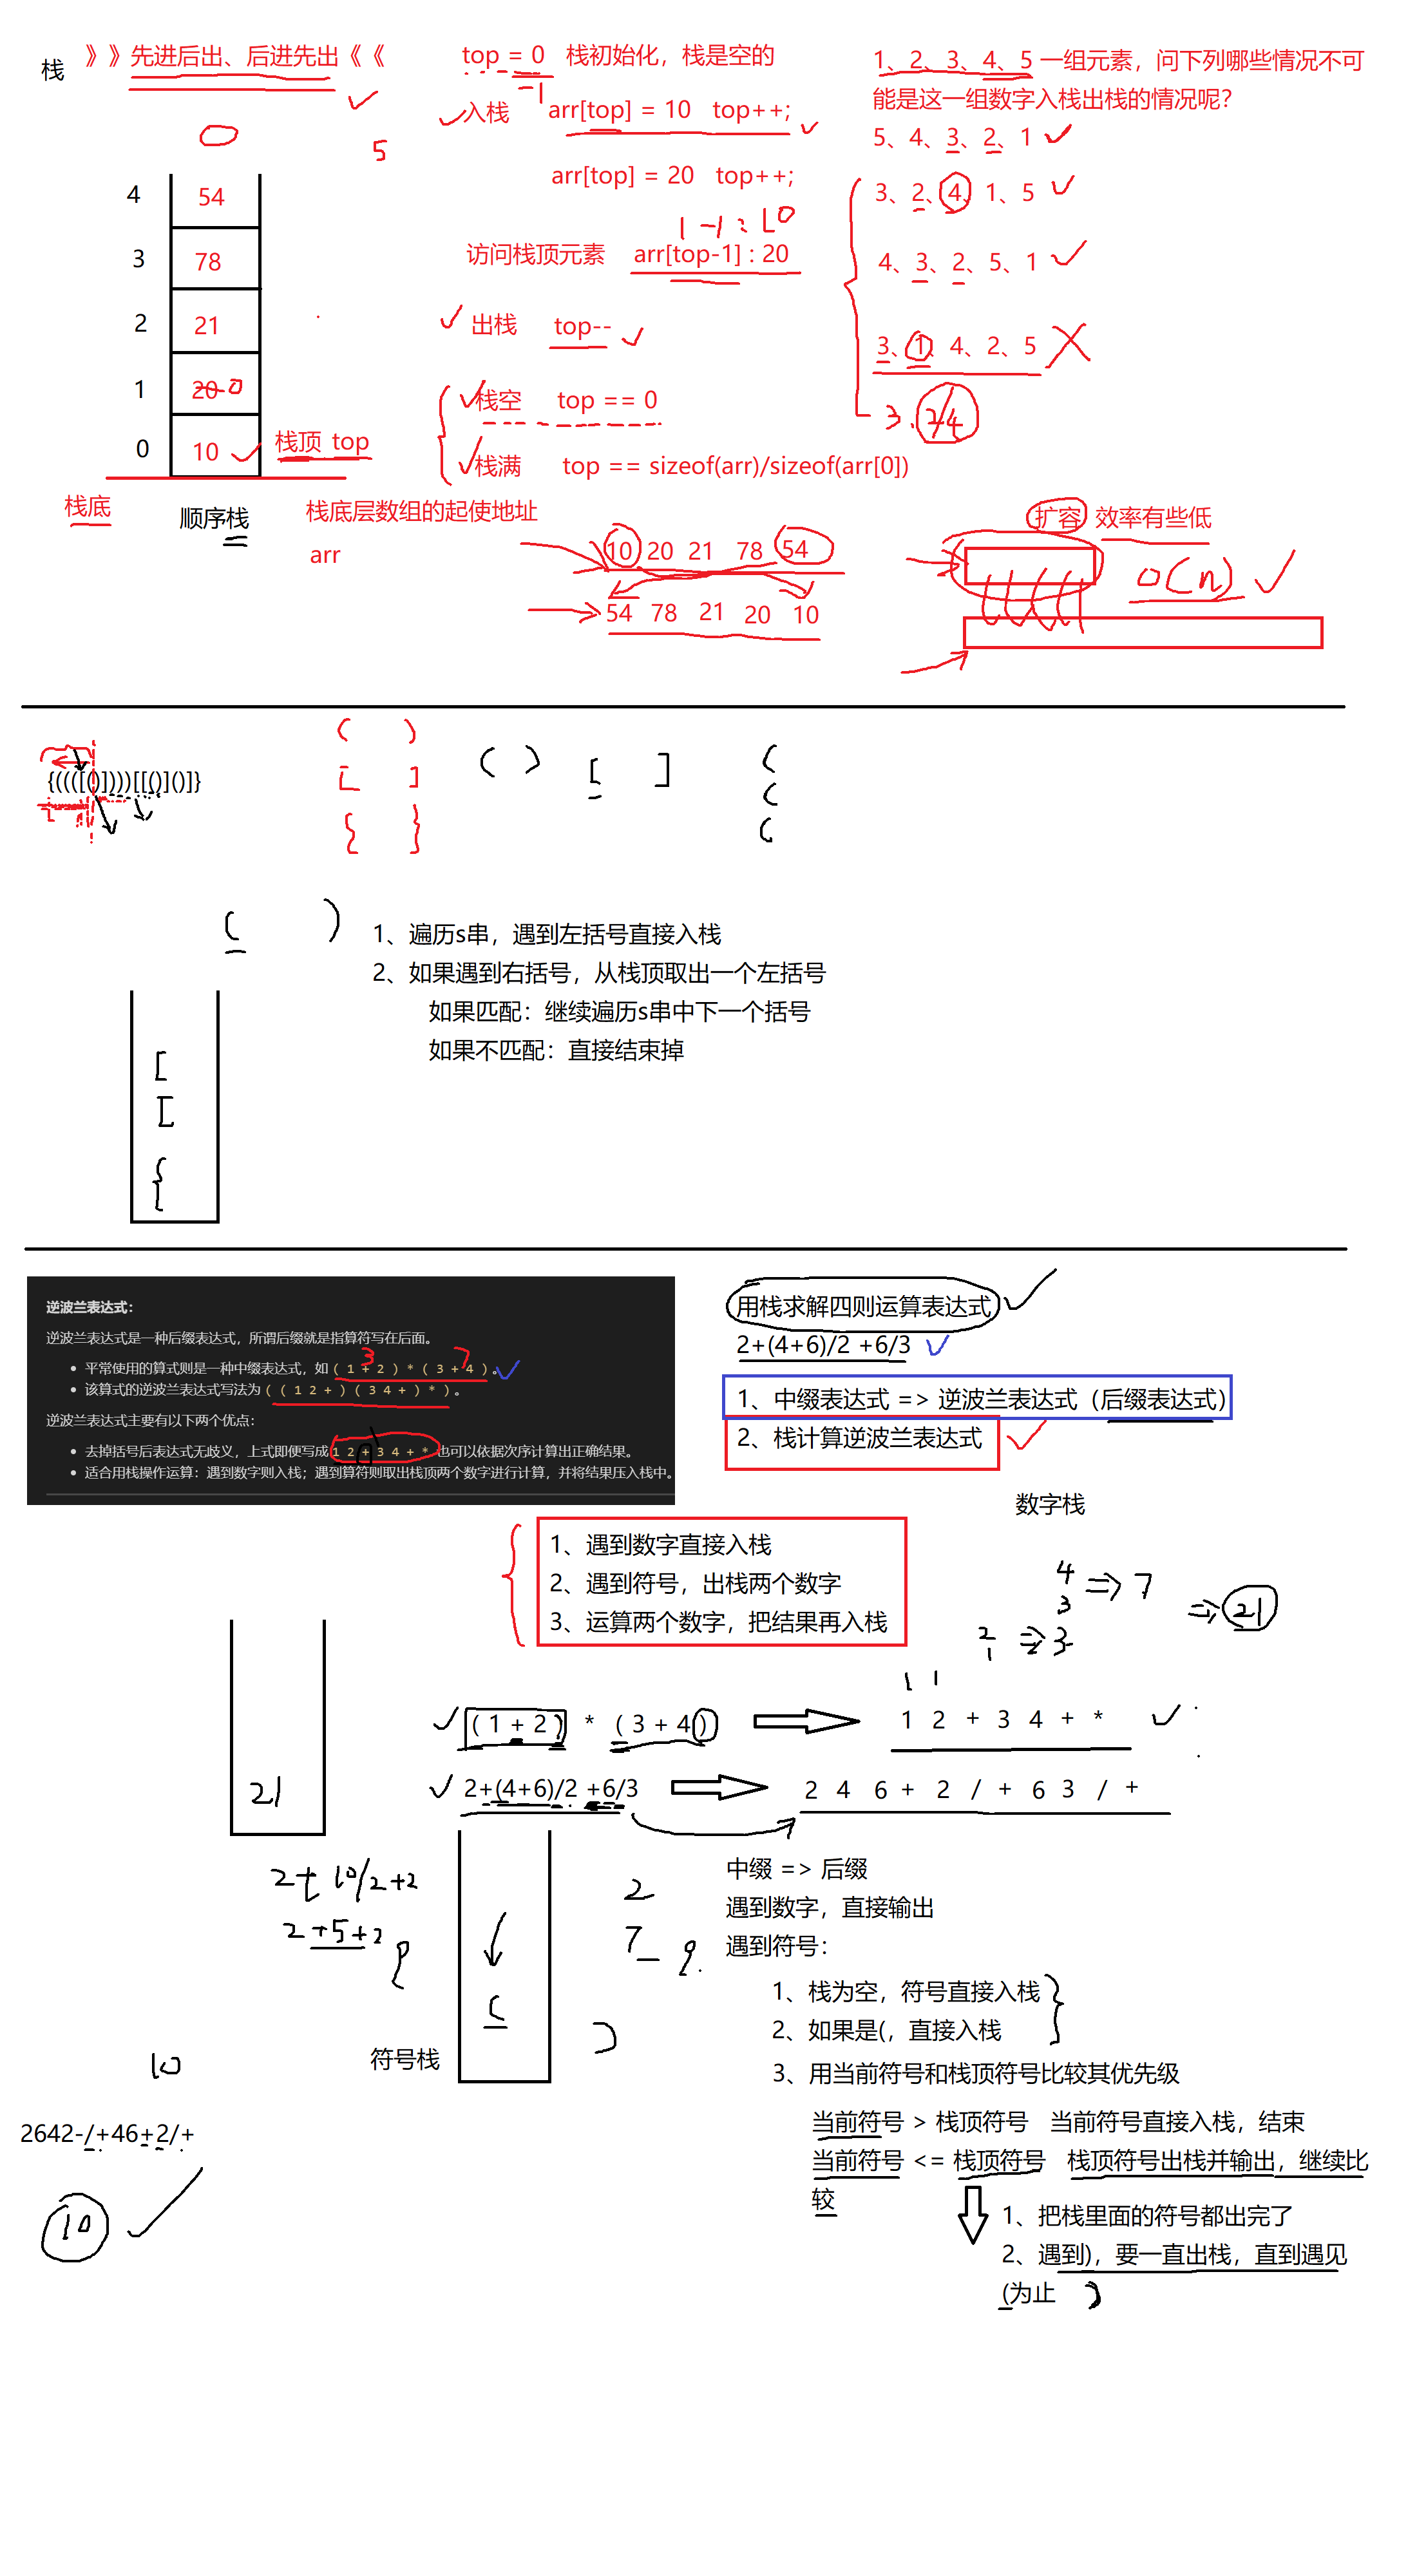 栈 》》先进后出、后进先出《《
top = 0 栈初始化，栈是空的
-1
入栈 arr[top] = 10 top++;
arr[top] = 20 top++;
1-1: 10
访问栈顶元素 arr[top-1] : 20
出栈 top--
栈空 top == 0
栈满 top == sizeof(arr)/sizeof(arr[0])
1、2、3、4、5 一组元素，问下列哪些情况不可
能是这一组数字入栈出栈的情况呢？
5、4、3、2、1
3、2、4、1、5
4、3、2、5、1
3、1、4、2、5
3. 2/4
5
4 54
3 78
2 21
1 20 0
0 10 栈顶 top
栈底
顺序栈
栈底层数组的起使地址
arr
10 20 21 78 54
54 78 21 20 10
扩容 效率有些低
O(n)
{(((([()])))[[()]()]}
( )
[ ]
{ }
( )
[ ]
(
(
(
( )
1、遍历s串，遇到左括号直接入栈
2、如果遇到右括号，从栈顶取出一个左括号
如果匹配：继续遍历s串中下一个括号
如果不匹配：直接结束掉
[
[
{
逆波兰表达式：
逆波兰表达式是一种后缀表达式，所谓后缀就是指算符写在后面。
3 7
• 平常使用的算式则是一种中缀表达式，如 ( 1 + 2 ) * ( 3 + 4 ) 。
• 该算式的逆波兰表达式写法为 ( ( 1 2 + ) ( 3 4 + ) * ) 。
逆波兰表达式主要有以下两个优点：
• 去掉括号后表达式无歧义，上式即便写成 1 2 + 3 4 + * 也可以依据次序计算出正确结果。
• 适合用栈操作运算：遇到数字则入栈；遇到算符则取出栈顶两个数字进行计算，并将结果压入栈中。
用栈求解四则运算表达式
2+(4+6)/2 +6/3
1、中缀表达式 => 逆波兰表达式（后缀表达式）
2、栈计算逆波兰表达式
数字栈
1、遇到数字直接入栈
2、遇到符号，出栈两个数字
3、运算两个数字，把结果再入栈
4
3 => 7
=> 21
2
1 => 3
( 1 + 2 ) * ( 3 + 4 )
1 2 + 3 4 + *
21
2+(4+6)/2 +6/3
2 4 6 + 2 / + 6 3 / +
2+10/2+2
2+5+2
9
(
2
7
9
)
符号栈
中缀 => 后缀
遇到数字，直接输出
遇到符号：
1、栈为空，符号直接入栈
2、如果是(，直接入栈
3、用当前符号和栈顶符号比较其优先级
当前符号 > 栈顶符号 当前符号直接入栈，结束
当前符号 <= 栈顶符号 栈顶符号出栈并输出，继续比
较
1、把栈里面的符号都出完了
2、遇到)，要一直出栈，直到遇见
(为止
)
10
2642-/+46+2/+
10